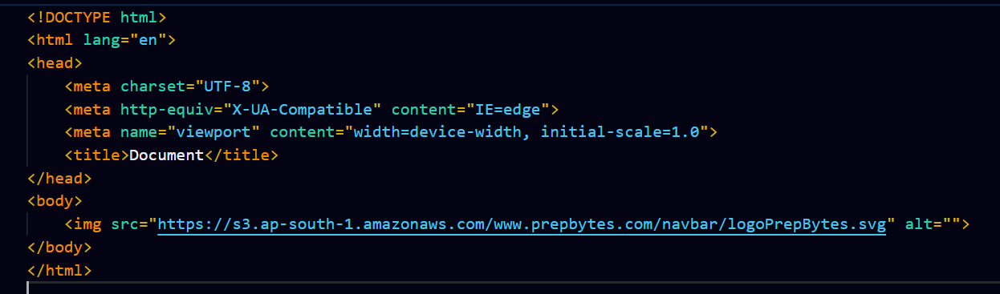 <!DOCTYPE html>
<html lang="en">
<head>
    <meta charset="UTF-8">
    <meta http-equiv="X-UA-Compatible" content="IE=edge">
    <meta name="viewport" content="width=device-width, initial-scale=1.0">
    <title>Document</title>
</head>
<body>
    <img src="https://s3.ap-south-1.amazonaws.com/www.prepbytes.com/navbar/logoPrepBytes.svg" alt="">
</body>
</html>